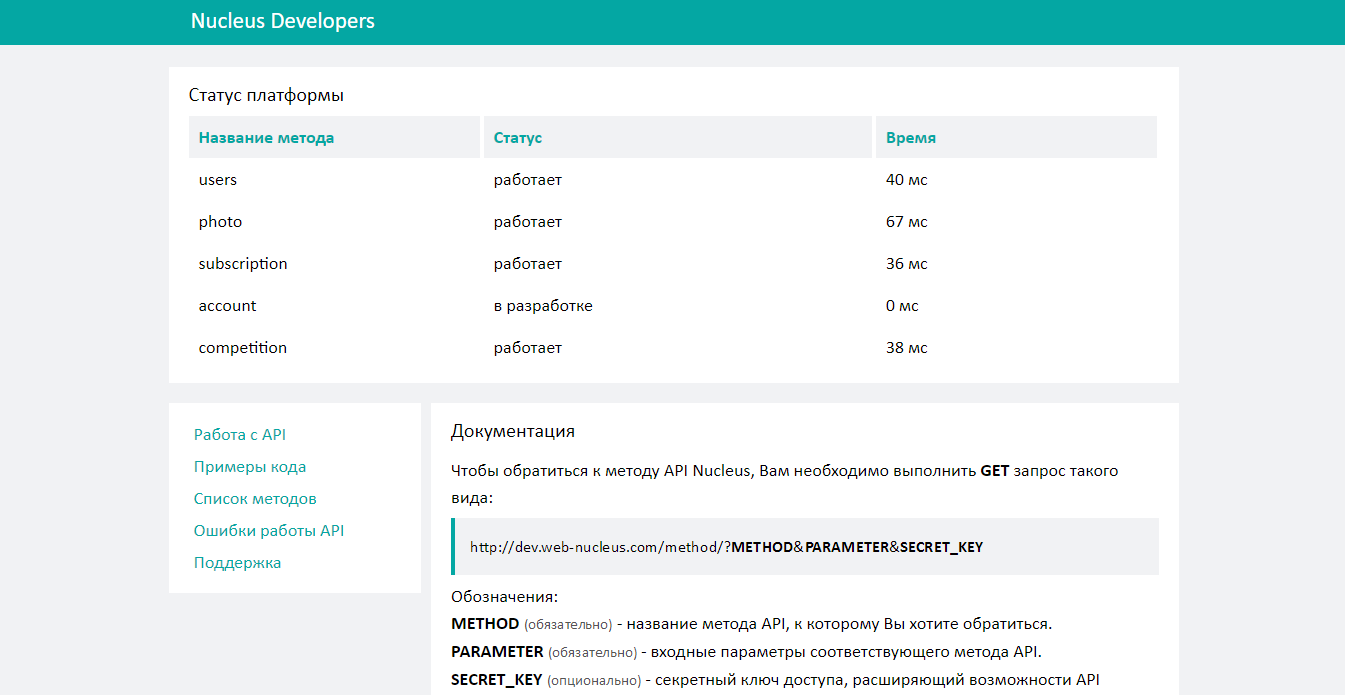 Nucleus Developers
Статус платформы
Название метода Статус Время
users работает 40 мс
photo работает 67 мс
subscription работает 36 мс
account в разработке 0 мс
competition работает 38 мс
Работа с API
Примеры кода
Список методов
Ошибки работы API
Поддержка
Документация
Чтобы обратиться к методу API Nucleus, Вам необходимо выполнить GET запрос такого
вида:
http://dev.web-nucleus.com/method/?METHOD&PARAMETER&SECRET_KEY
Обозначения:
METHOD (обязательно) - название метода API, к которому Вы хотите обратиться.
PARAMETER (обязательно) - входные параметры соответствующего метода API.
SECRET_KEY (опционально) - секретный ключ доступа, расширяющий возможности API